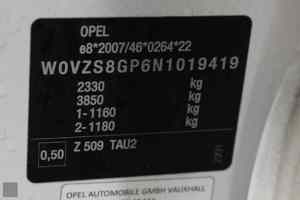 OPEL
e8*2007/46*0264*22
W0VZS8GP6N1019419
2330 kg
3850 kg
1-1160 kg
2-1180 kg
0,50 Z 509 TAU2
OPEL AUTOMOBILE GMBH VAUXHALL